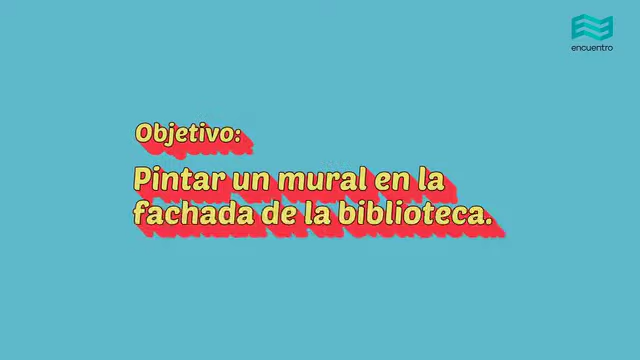 encuentro
Objetivo:
Pintar un mural en la
fachada de la biblioteca.